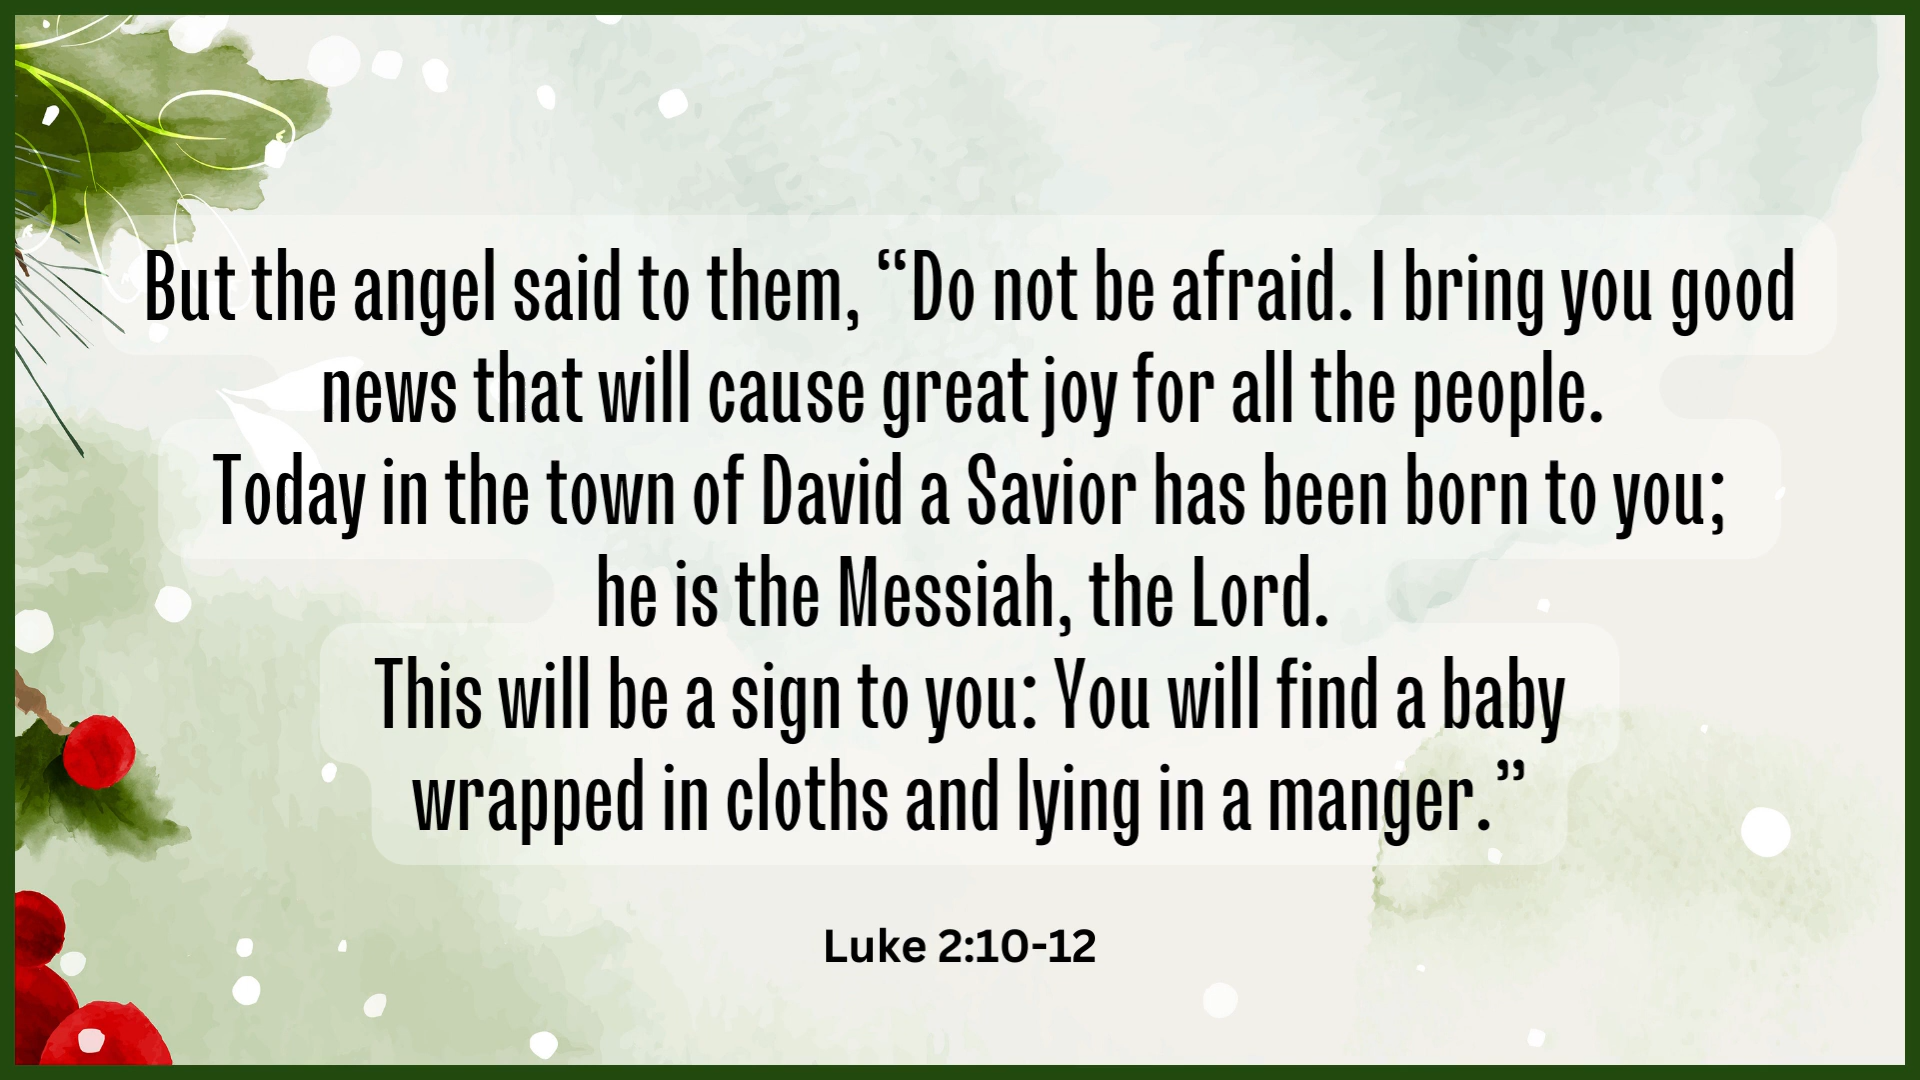 But the angel said to them, “Do not be afraid. I bring you good
news that will cause great joy for all the people.
Today in the town of David a Savior has been born to you;
he is the Messiah, the Lord.
This will be a sign to you: You will find a baby
wrapped in cloths and lying in a manger.”
Luke 2:10-12